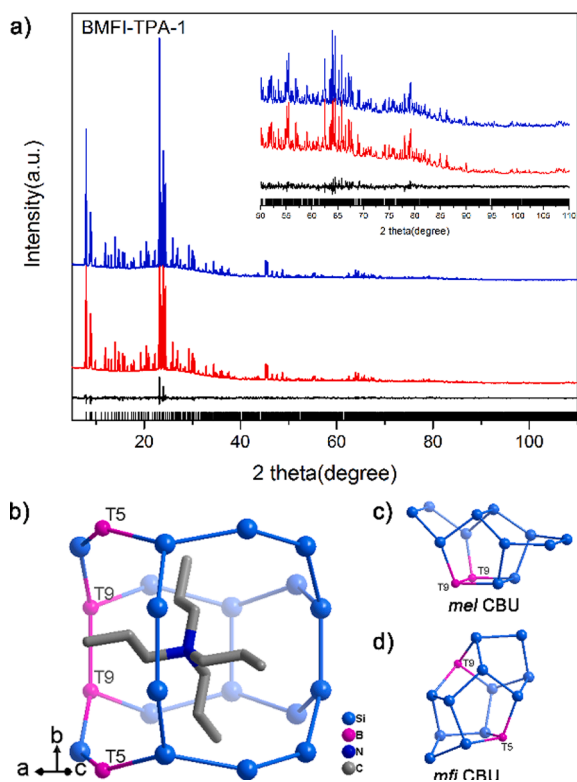 a)
BMFI-TPA-1
Intensity(a.u.)
50 55 60 65 70 75 80 85 90 95 100 105 110
2 theta(degree)
20 40 60 80 100
2 theta(degree)
b)
T5
T9
T9
T5
b
a c
Si
B
N
C
c)
T9 T9
mel CBU
d)
T9
T5
mfi CBU